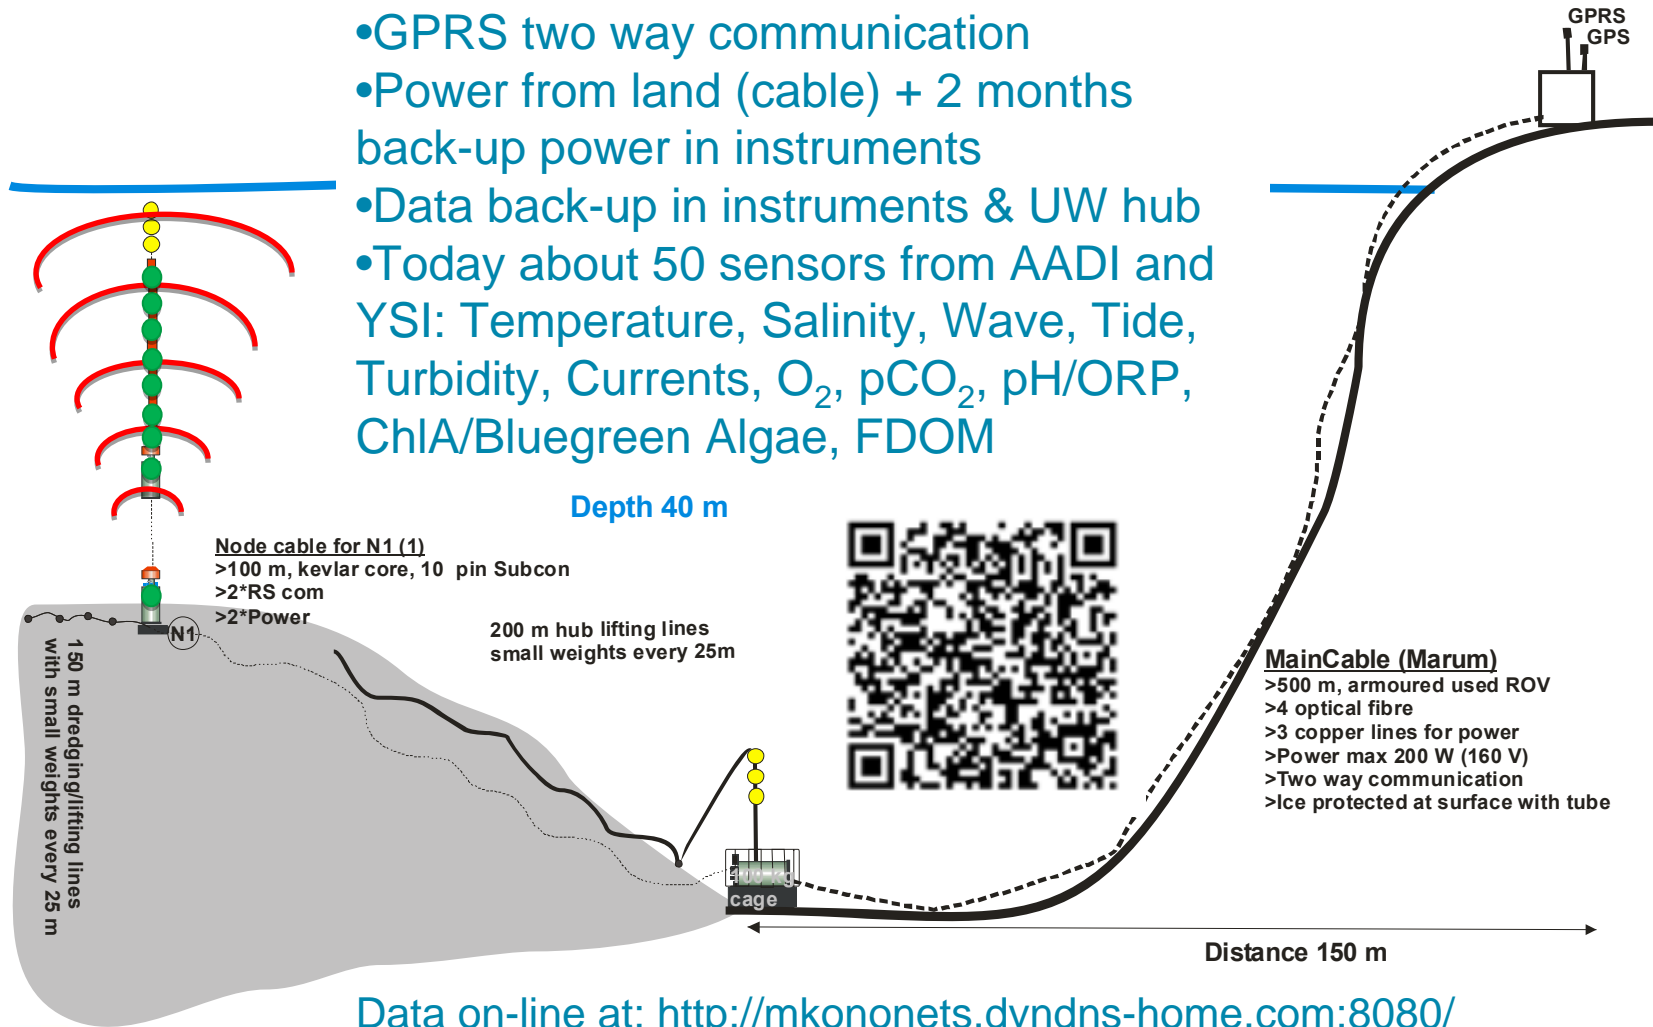 •GPRS two way communication
•Power from land (cable) + 2 months
back-up power in instruments
•Data back-up in instruments & UW hub
•Today about 50 sensors from AADI and
YSI: Temperature, Salinity, Wave, Tide,
Turbidity, Currents, O2, pCO2, pH/ORP,
ChlA/Bluegreen Algae, FDOM
GPRS
GPS
Depth 40 m
Node cable for N1 (1)
>100 m, kevlar core, 10 pin Subcon
>2*RS com
>2*Power
N1
200 m hub lifting lines
small weights every 25m
150 m dredging/lifting lines
with small weights every 25 m
MainCable (Marum)
>500 m, armoured used ROV
>4 optical fibre
>3 copper lines for power
>Power max 200 W (160 V)
>Two way communication
>Ice protected at surface with tube
400 kg
cage
Distance 150 m
Data on-line at: http://mkononets.dyndns-home.com:8080/